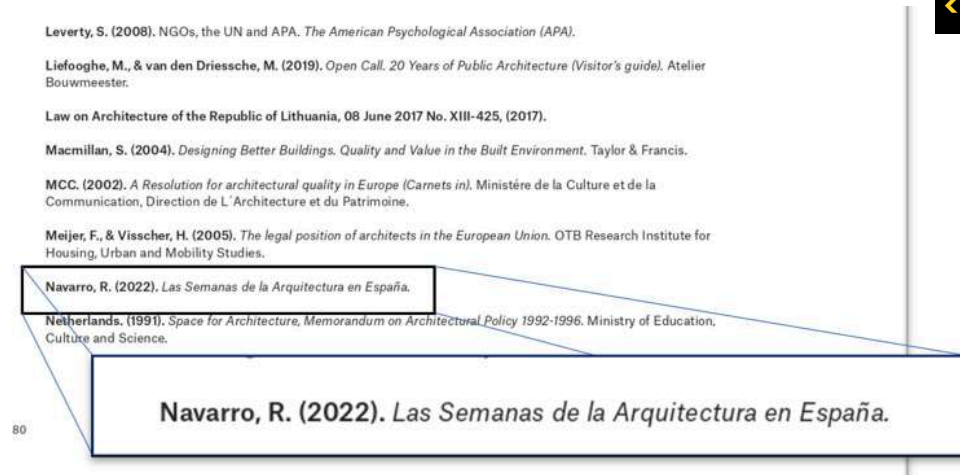 Leverty, S. (2008). NGOs, the UN and APA. The American Psychological Association (APA).
Liefooghe, M., & van den Driessche, M. (2019). Open Call. 20 Years of Public Architecture (Visitor's guide). Atelier
Bouwmeester.
Law on Architecture of the Republic of Lithuania, 08 June 2017 No. XIII-425, (2017).
Macmillan, S. (2004). Designing Better Buildings. Quality and Value in the Built Environment. Taylor & Francis.
MCC. (2002). A Resolution for architectural quality in Europe (Carnets in). Ministére de la Culture et de la
Communication, Direction de L´Architecture et du Patrimoine.
Meijer, F., & Visscher, H. (2005). The legal position of architects in the European Union. OTB Research Institute for
Housing, Urban and Mobility Studies.
Navarro, R. (2022). Las Semanas de la Arquitectura en España.
Netherlands. (1991). Space for Architecture, Memorandum on Architectural Policy 1992-1996. Ministry of Education,
Culture and Science.
Navarro, R. (2022). Las Semanas de la Arquitectura en España.
80